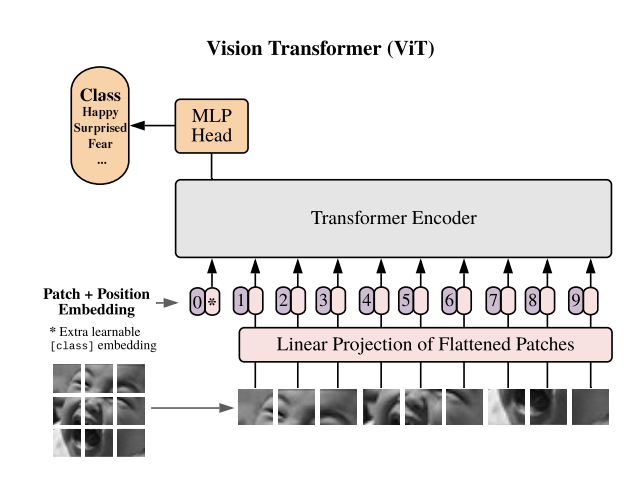 Vision Transformer (ViT)
Class
Happy
Surprised
Fear
...
MLP
Head
Transformer Encoder
Patch + Position
Embedding
0 * 1 2 3 4 5 6 7 8 9
* Extra learnable
[class] embedding
Linear Projection of Flattened Patches